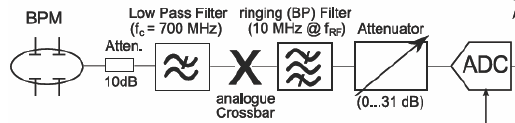 BPM
Low Pass Filter
(fc = 700 MHz)
ringing (BP) Filter
(10 MHz @ fRF)
Attenuator
Atten.
10dB
analogue
Crossbar
(0...31 dB)
ADC